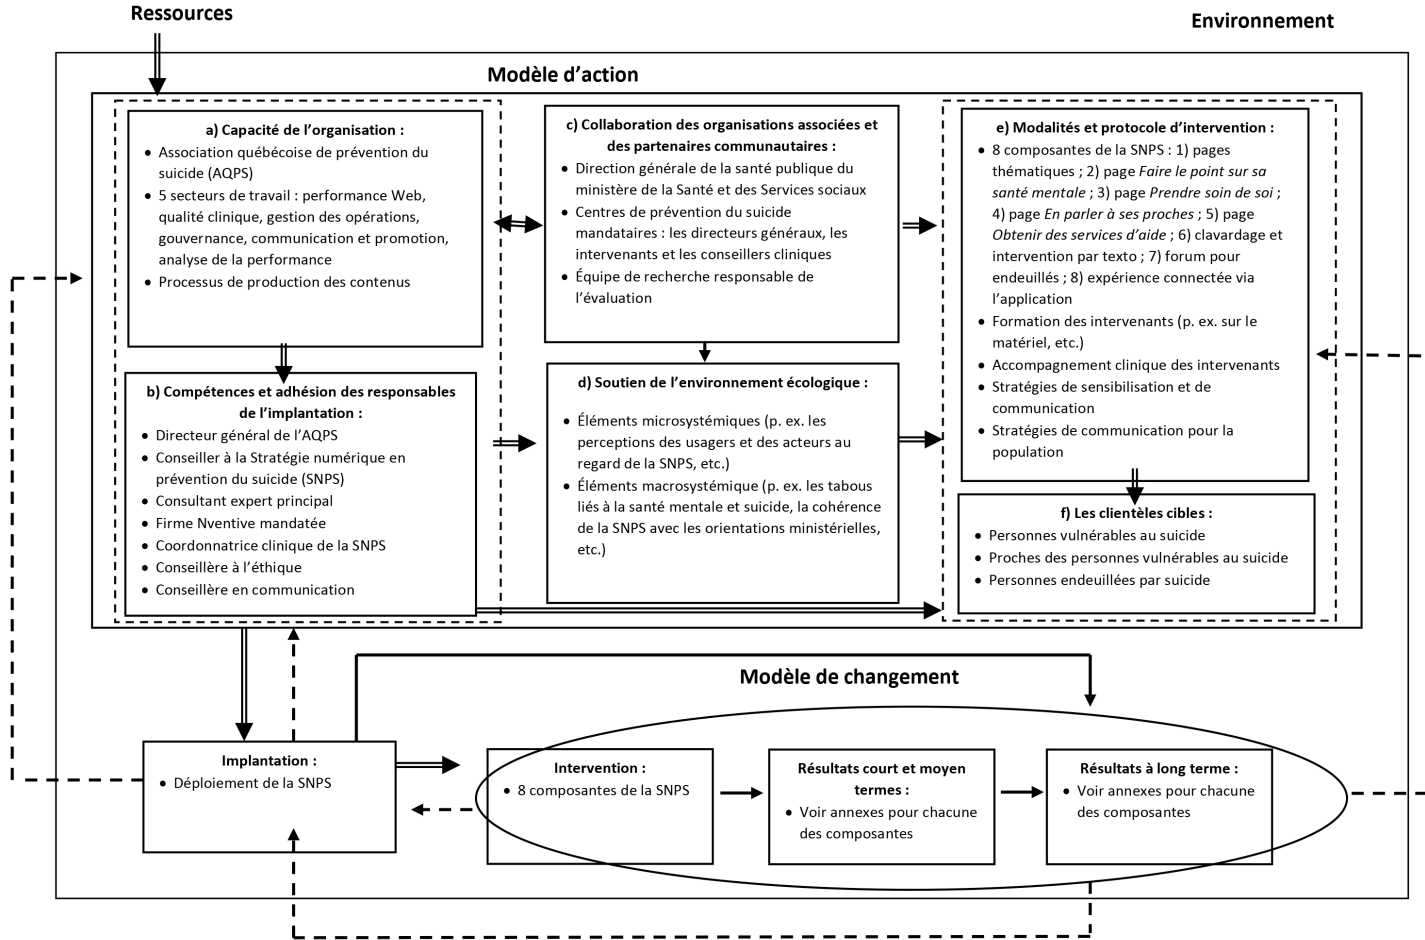 Ressources
Environnement
Modèle d’action
a) Capacité de l’organisation :
• Association québécoise de prévention du
suicide (AQPS)
• 5 secteurs de travail : performance Web,
qualité clinique, gestion des opérations,
gouvernance, communication et promotion,
analyse de la performance
• Processus de production des contenus
b) Compétences et adhésion des responsables
de l’implantation :
• Directeur général de l’AQPS
• Conseiller à la Stratégie numérique en
prévention du suicide (SNPS)
• Consultant expert principal
• Firme Nventive mandatée
• Coordonnatrice clinique de la SNPS
• Conseillère à l’éthique
• Conseillère en communication
c) Collaboration des organisations associées et
des partenaires communautaires :
• Direction générale de la santé publique du
ministère de la Santé et des Services sociaux
• Centres de prévention du suicide
mandataires : les directeurs généraux, les
intervenants et les conseillers cliniques
• Équipe de recherche responsable de
l’évaluation
d) Soutien de l’environnement écologique :
• Éléments microsystémiques (p. ex. les
perceptions des usagers et des acteurs au
regard de la SNPS, etc.)
• Éléments macrosystémique (p. ex. les tabous
liés à la santé mentale et suicide, la cohérence
de la SNPS avec les orientations ministérielles,
etc.)
e) Modalités et protocole d’intervention :
• 8 composantes de la SNPS : 1) pages
thématiques ; 2) page Faire le point sur sa
santé mentale ; 3) page Prendre soin de soi ;
4) page En parler à ses proches ; 5) page
Obtenir des services d’aide ; 6) clavardage et
intervention par texto ; 7) forum pour
endeuillés ; 8) expérience connectée via
l’application
• Formation des intervenants (p. ex. sur le
matériel, etc.)
• Accompagnement clinique des intervenants
• Stratégies de sensibilisation et de
communication
• Stratégies de communication pour la
population
f) Les clientèles cibles :
• Personnes vulnérables au suicide
• Proches des personnes vulnérables au suicide
• Personnes endeuillées par suicide
Modèle de changement
Implantation :
• Déploiement de la SNPS
Intervention :
• 8 composantes de la SNPS
Résultats court et moyen
termes :
• Voir annexes pour chacune
des composantes
Résultats à long terme :
• Voir annexes pour chacune
des composantes